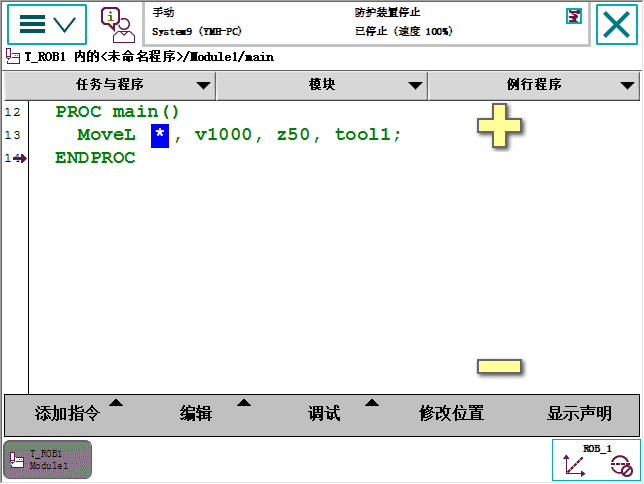 手动
防护装置停止
System9 (YMH-PC)
已停止 (速度 100%)
T_ROB1 内的<未命名程序>/Module1/main
任务与程序
模块
例行程序
12 PROC main()
13 MoveL *, v1000, z50, tool1;
14 ENDPROC
添加指令
编辑
调试
修改位置
显示声明
T_ROB1
Module1
ROB_1